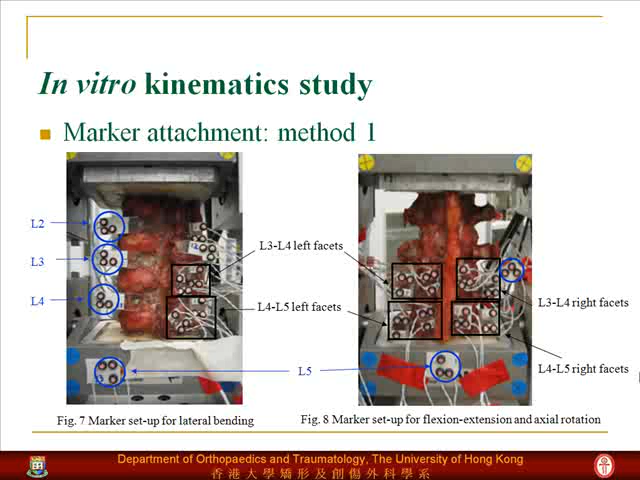 In vitro kinematics study
Marker attachment: method 1
L2
L3
L4
L3-L4 left facets
L4-L5 left facets
L5
L3-L4 right facets
L4-L5 right facets
Fig. 7 Marker set-up for lateral bending
Fig. 8 Marker set-up for flexion-extension and axial rotation
Department of Orthopaedics and Traumatology, The University of Hong Kong
香港大學矯形及創傷外科學系